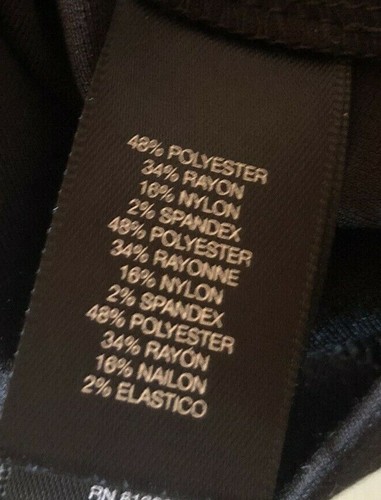 48% POLYESTER
34% RAYON
16% NYLON
2% SPANDEX
48% POLYESTER
34% RAYONNE
16% NYLON
2% SPANDEX
48% POLYESTER
34% RAYÓN
16% NAILON
2% ELASTICO
RN